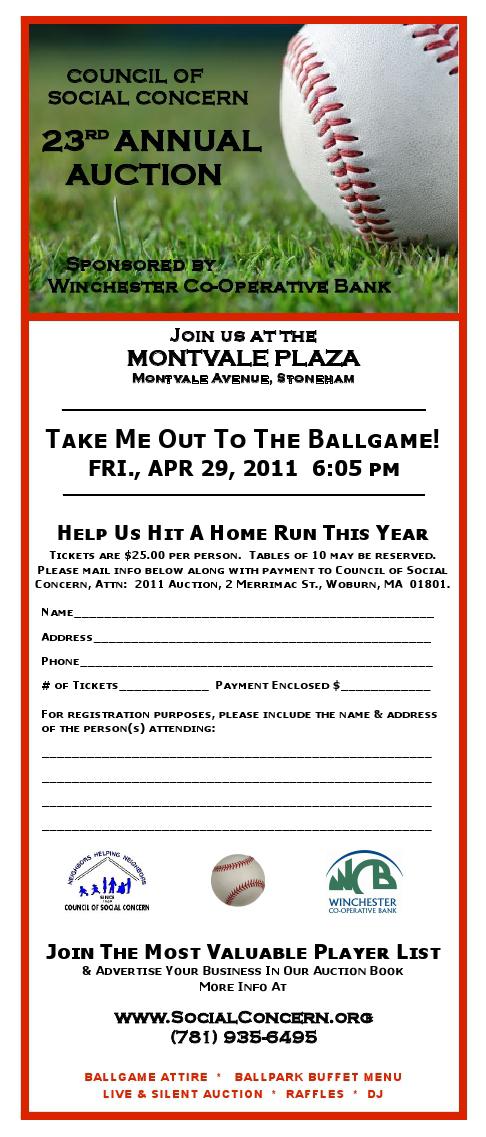 COUNCIL OF
SOCIAL CONCERN
23RD ANNUAL
AUCTION
SPONSORED BY
WINCHESTER CO-OPERATIVE BANK
JOIN US AT THE
MONTVALE PLAZA
MONTVALE AVENUE, STONEHAM
TAKE ME OUT TO THE BALLGAME!
FRI., APR 29, 2011 6:05 PM
HELP US HIT A HOME RUN THIS YEAR
TICKETS ARE $25.00 PER PERSON. TABLES OF 10 MAY BE RESERVED.
PLEASE MAIL INFO BELOW ALONG WITH PAYMENT TO COUNCIL OF SOCIAL
CONCERN, ATTN: 2011 AUCTION, 2 MERRIMAC ST., WOBURN, MA 01801.
NAME____________________
ADDRESS____________________
PHONE____________________
# OF TICKETS____________ PAYMENT ENCLOSED $____________
FOR REGISTRATION PURPOSES, PLEASE INCLUDE THE NAME & ADDRESS
OF THE PERSON(S) ATTENDING:
NEIGHBORS HELPING NEIGHBORS
SINCE
COUNCIL OF SOCIAL CONCERN
WCB
WINCHESTER
CO-OPERATIVE BANK
JOIN THE MOST VALUABLE PLAYER LIST
& ADVERTISE YOUR BUSINESS IN OUR AUCTION BOOK
MORE INFO AT
WWW.SOCIALCONCERN.ORG
(781) 935-6495
BALLGAME ATTIRE * BALLPARK BUFFET MENU
LIVE & SILENT AUCTION * RAFFLES * DJ